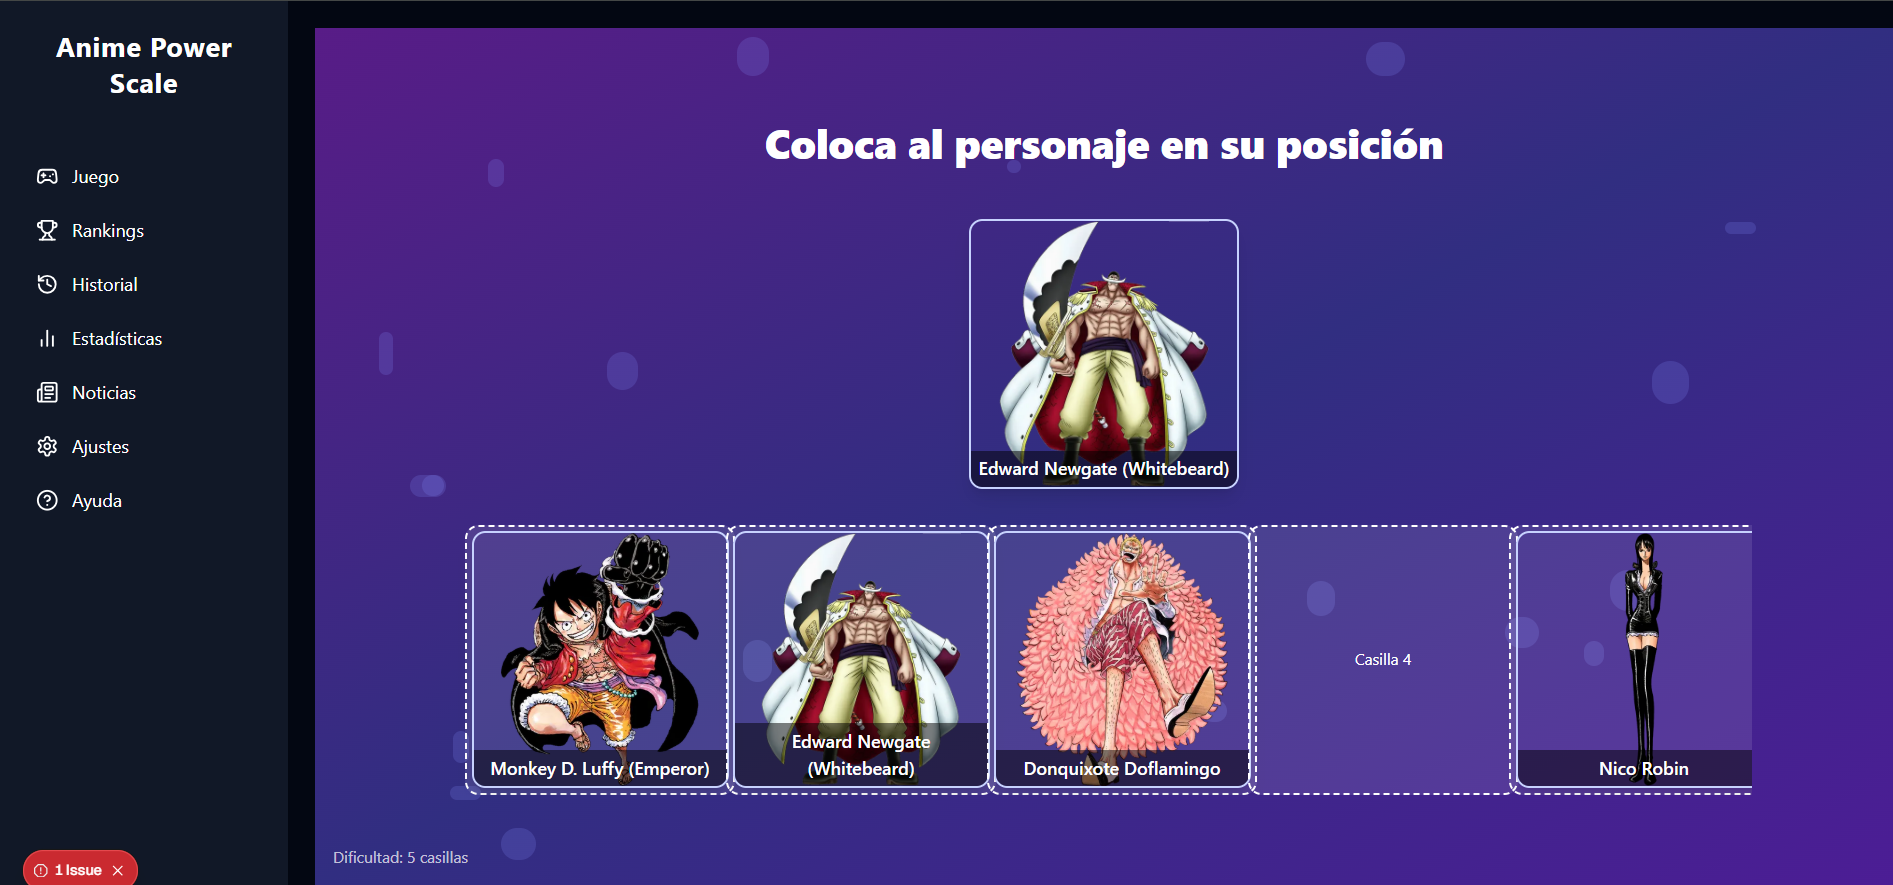 Anime Power
Scale
Juego
Rankings
Historial
Estadísticas
Noticias
Ajustes
Ayuda
1 Issue
Coloca al personaje en su posición
Edward Newgate (Whitebeard)
Monkey D. Luffy (Emperor)
Edward Newgate
(Whitebeard)
Donquixote Doflamingo
Casilla 4
Nico Robin
Dificultad: 5 casillas